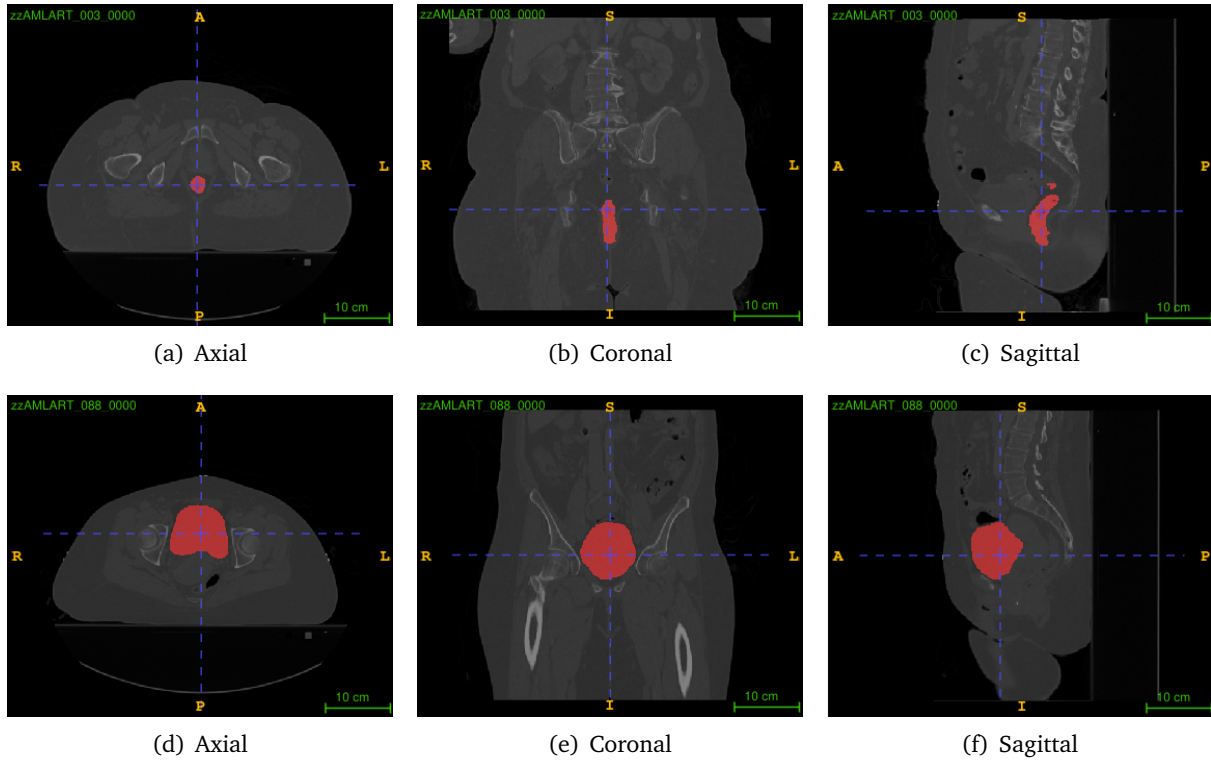 zzAMLART_003_0000
A
R
L
P
10 cm
zzAMLART_003_0000
S
R
L
I
10 cm
zzAMLART_003_0000
S
A
P
I
10 cm
(a) Axial
(b) Coronal
(c) Sagittal
zzAMLART_088_0000
A
R
L
P
10 cm
zzAMLART_088_0000
S
R
L
I
10 cm
zzAMLART_088_0000
S
A
P
I
10 cm
(d) Axial
(e) Coronal
(f) Sagittal